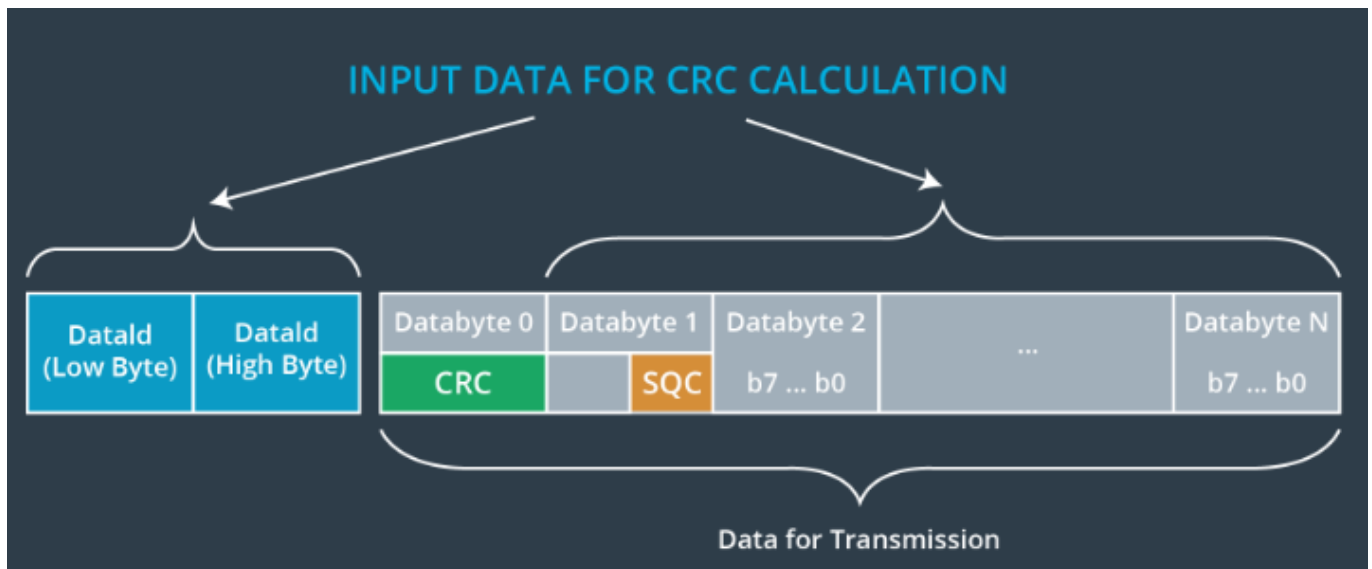 INPUT DATA FOR CRC CALCULATION
DataId
(Low Byte)
DataId
(High Byte)
Databyte 0
CRC
Databyte 1
SQC
Databyte 2
b7 ... b0
...
Databyte N
b7 ... b0
Data for Transmission